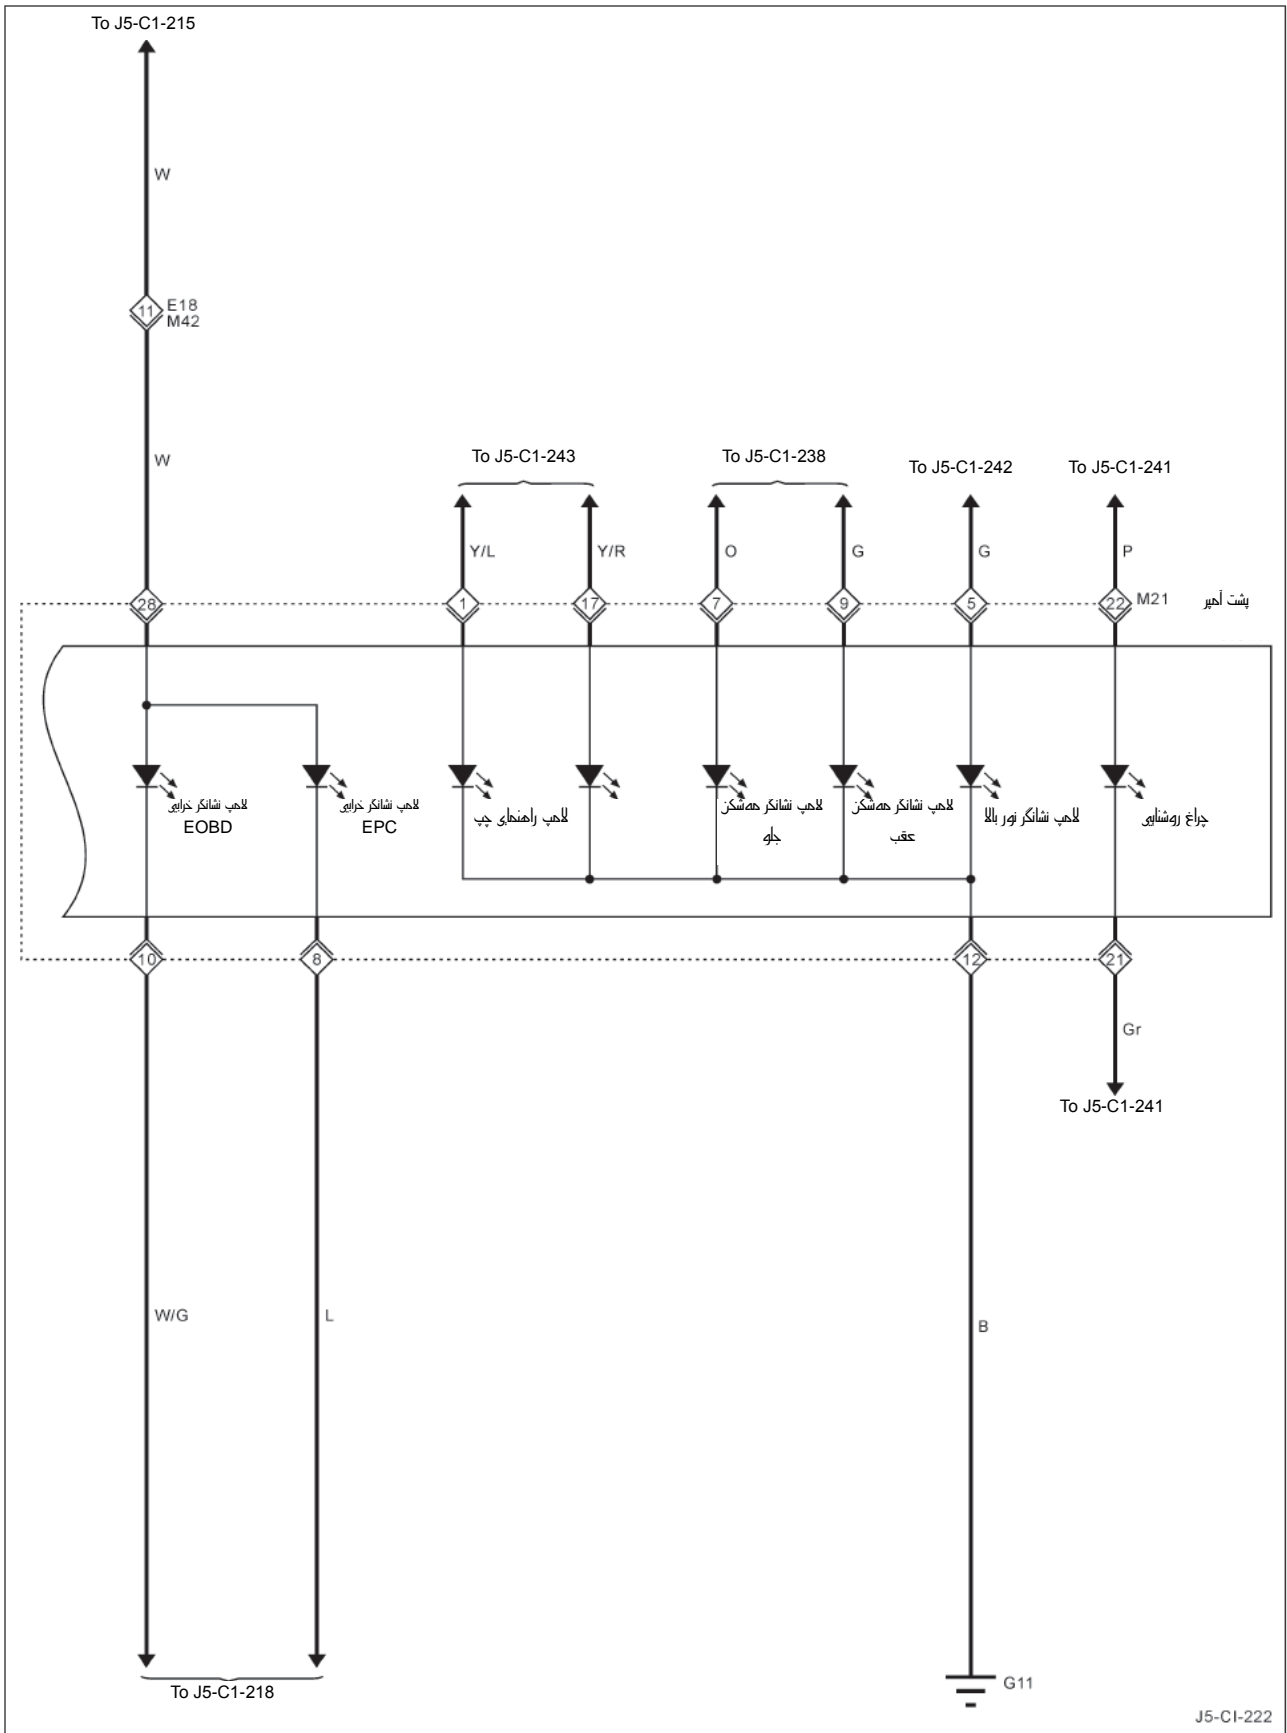 To J5-C1-215
W
11 E18
M42
W
To J5-C1-243
To J5-C1-238
To J5-C1-242
To J5-C1-241
Y/L
Y/R
O
G
G
P
28
1
17
7
9
5
22
M21
پشت آمپر
لامپ نشانگر خرابی
EOBD
لامپ نشانگر خرابی
EPC
لامپ راهنمای چپ
لامپ نشانگر مه‌شکن
جلو
لامپ نشانگر مه‌شکن
عقب
لامپ نشانگر نور بالا
چراغ روشنایی
10
8
12
21
Gr
To J5-C1-241
W/G
L
B
To J5-C1-218
G11
J5-CI-222